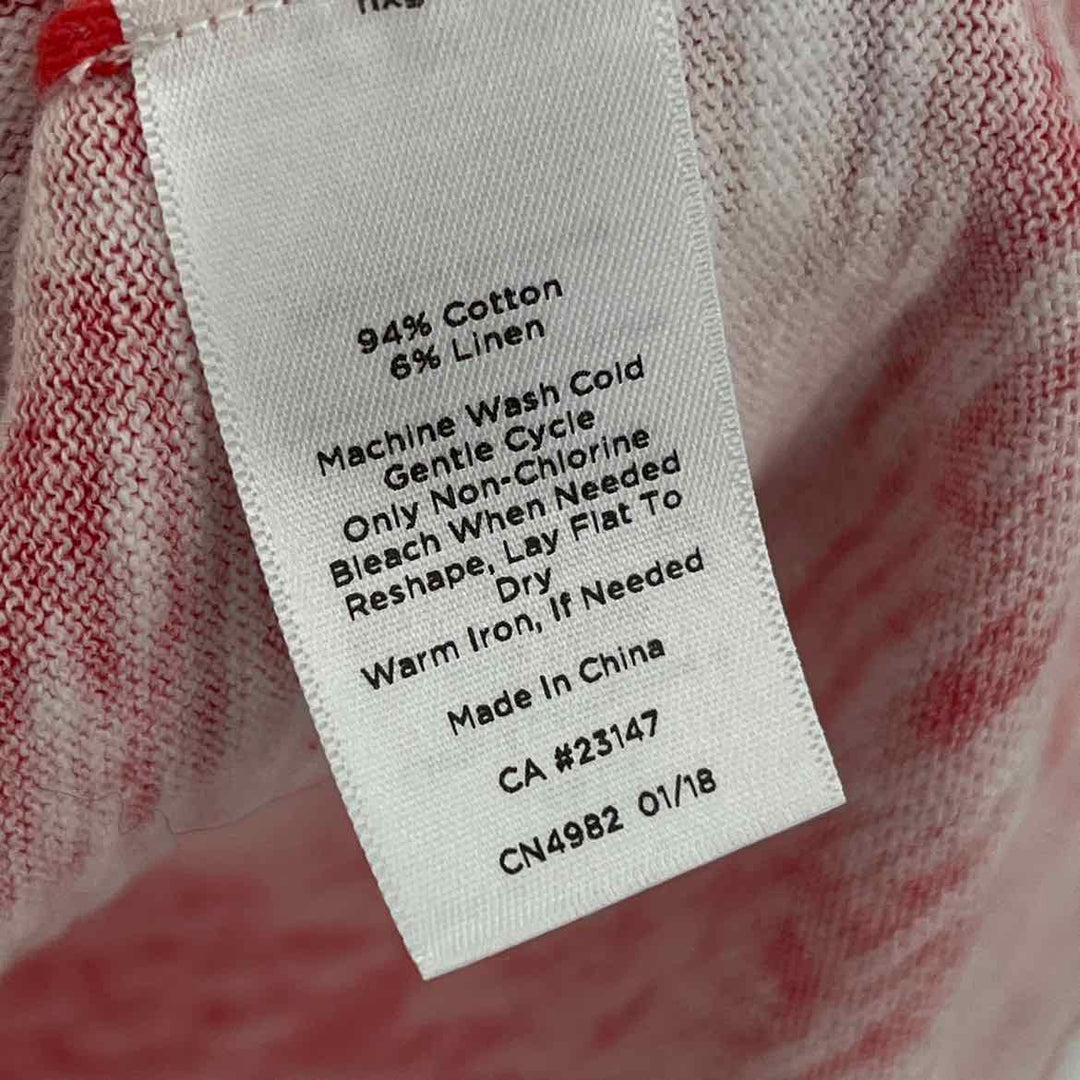 94% Cotton
6% Linen
Machine Wash Cold
Gentle Cycle
Only Non-Chlorine
Bleach When Needed
Reshape, Lay Flat To
Dry
Warm Iron, If Needed
Made In China
CA #23147
CN4982 01/18